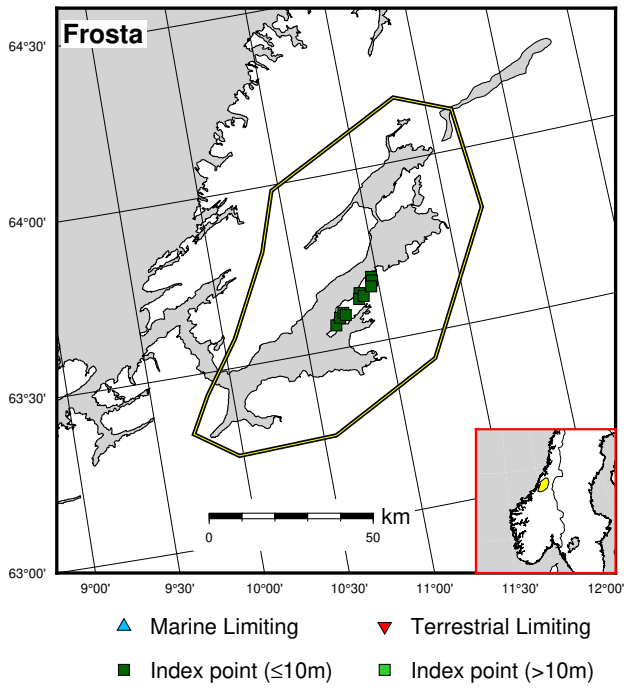 Frosta
64°30'
64°00'
63°30'
63°00'
km
0 50
9°00' 9°30' 10°00' 10°30' 11°00' 11°30' 12°00'
Marine Limiting Terrestrial Limiting
Index point (≤10m) Index point (>10m)